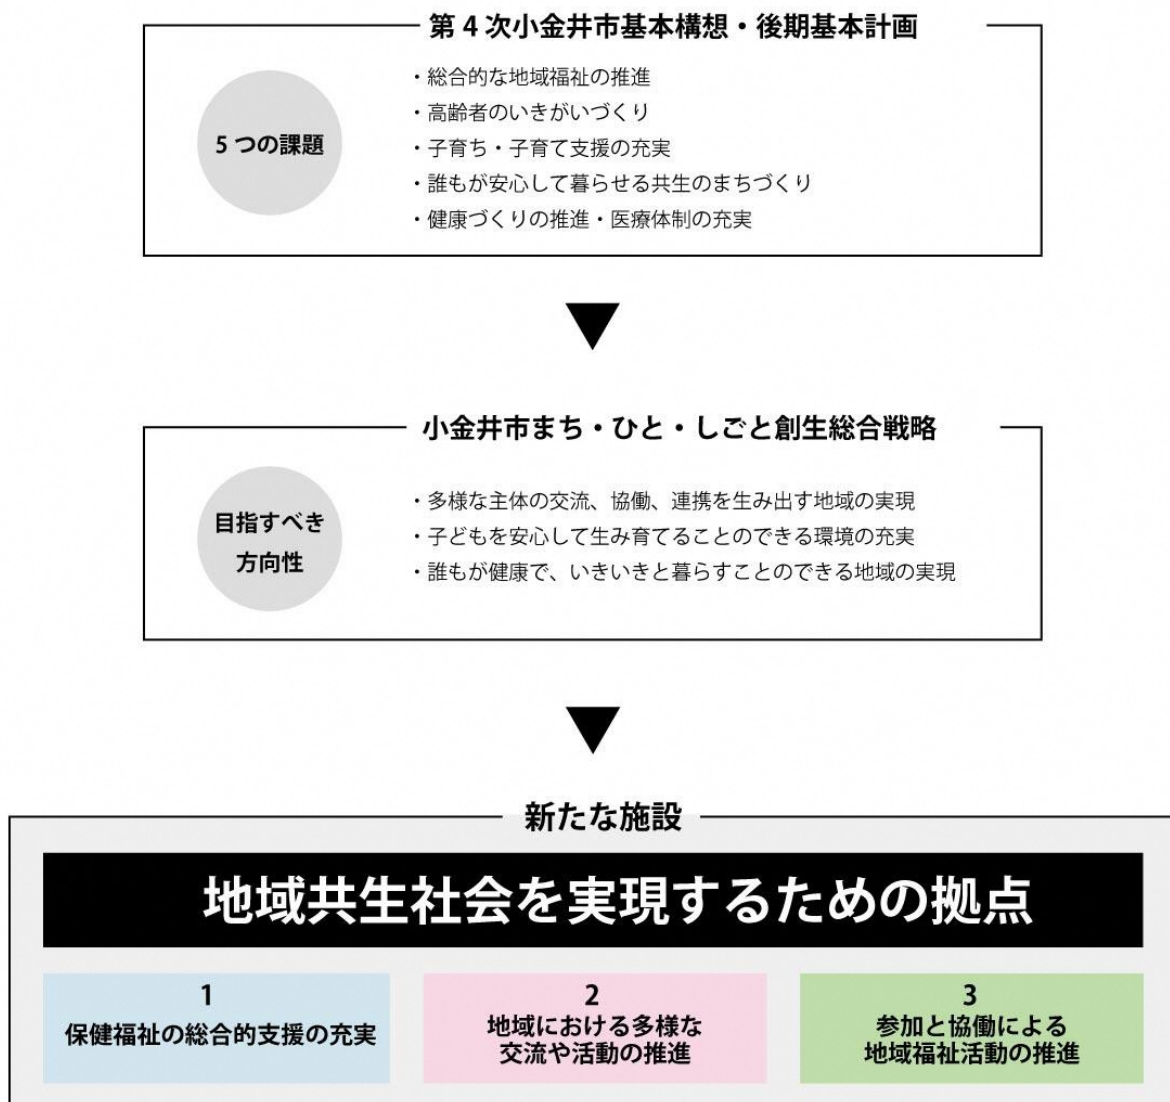 第4次小金井市基本構想・後期基本計画
5つの課題
・総合的な地域福祉の推進
・高齢者のいきがいづくり
・子育ち・子育て支援の充実
・誰もが安心して暮らせる共生のまちづくり
・健康づくりの推進・医療体制の充実
小金井市まち・ひと・しごと創生総合戦略
目指すべき
方向性
・多様な主体の交流、協働、連携を生み出す地域の実現
・子どもを安心して生み育てることのできる環境の充実
・誰もが健康で、いきいきと暮らすことのできる地域の実現
新たな施設
地域共生社会を実現するための拠点
1
保健福祉の総合的支援の充実
2
地域における多様な
交流や活動の推進
3
参加と協働による
地域福祉活動の推進